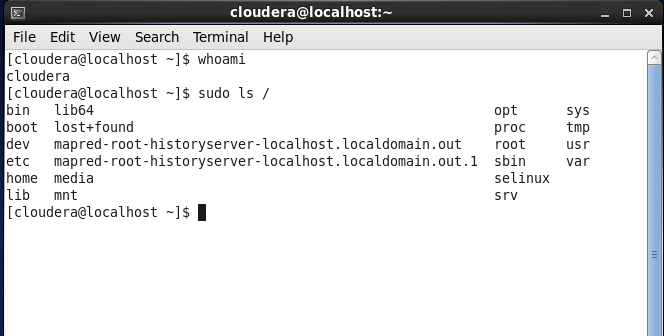 cloudera@localhost:~
File Edit View Search Terminal Help
[cloudera@localhost ~]$ whoami
cloudera
[cloudera@localhost ~]$ sudo ls /
bin lib64 opt sys
boot lost+found proc tmp
dev mapred-root-historyserver-localhost.localdomain.out root usr
etc mapred-root-historyserver-localhost.localdomain.out.1 sbin var
home media selinux
lib mnt srv
[cloudera@localhost ~]$